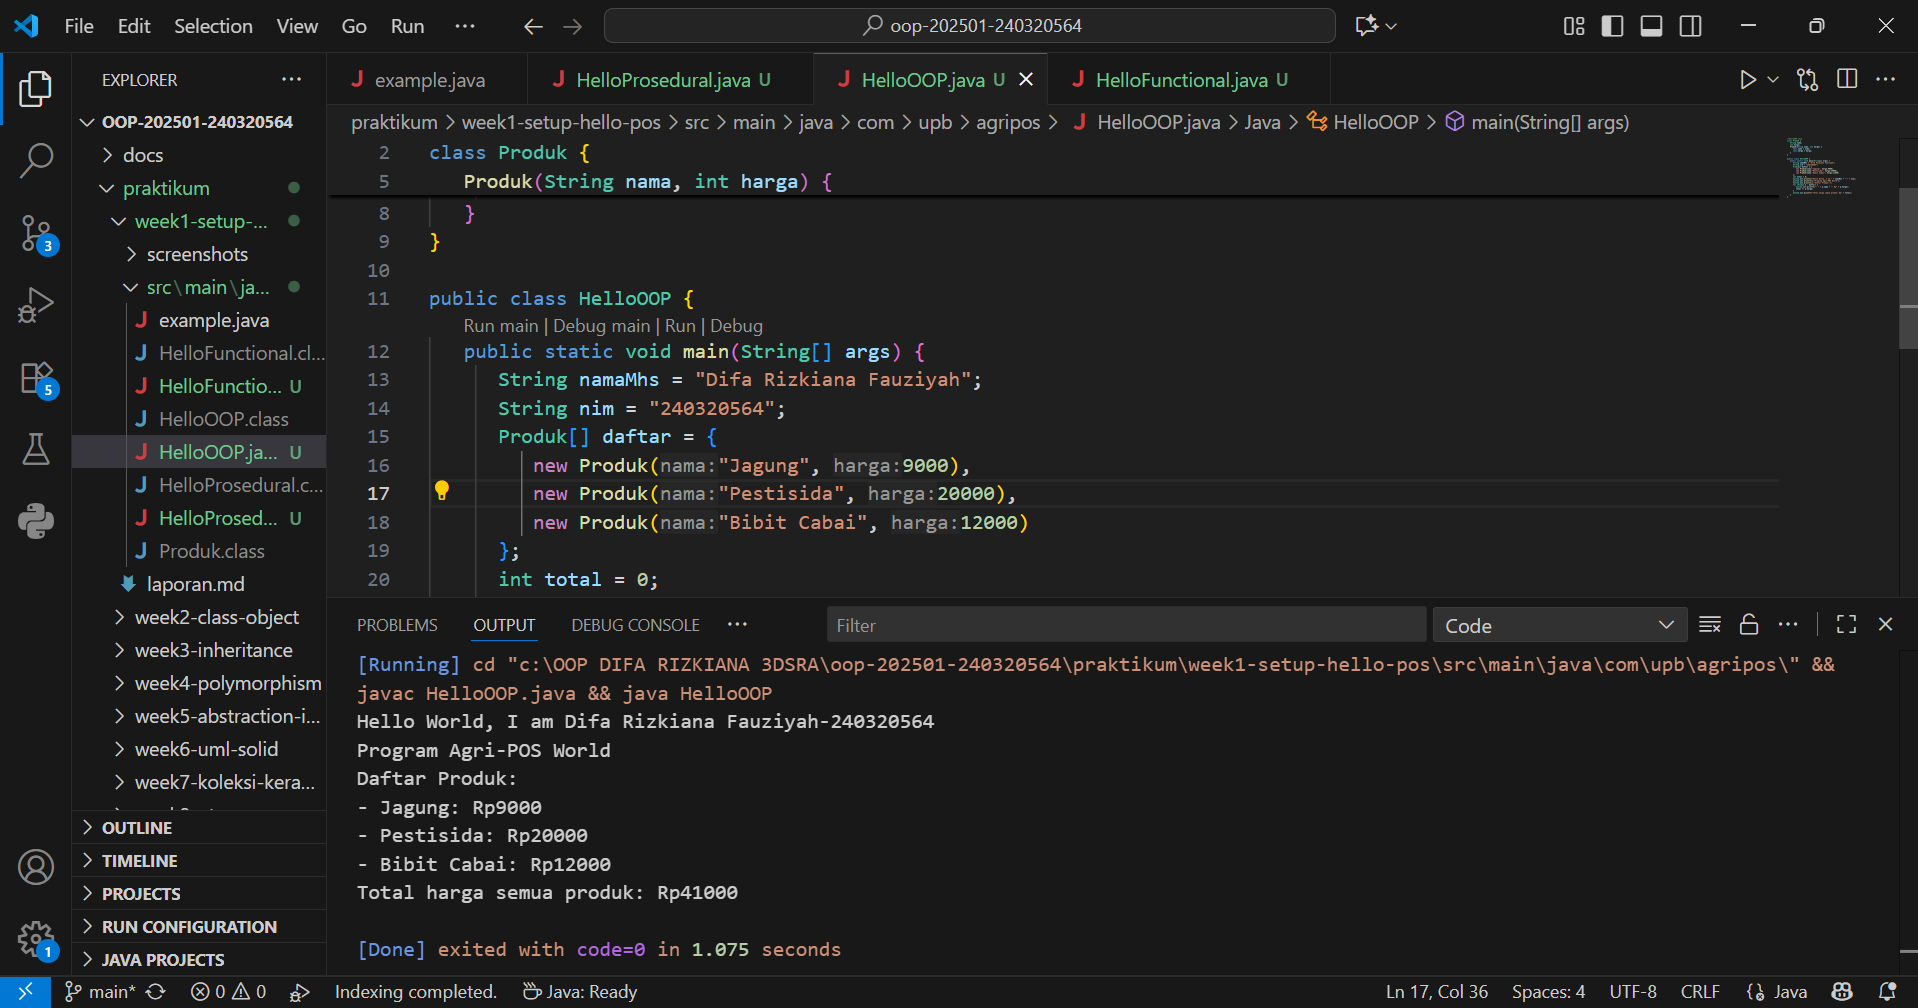 File Edit Selection View Go Run ··· oop-202501-240320564
EXPLORER ···
OOP-202501-240320564
docs
praktikum
week1-setup-...
screenshots
src\main\ja...
example.java
HelloFunctional.cl...
HelloFunctio... U
HelloOOP.class
HelloOOP.ja... U
HelloProsedural.c...
HelloProsed... U
Produk.class
laporan.md
week2-class-object
week3-inheritance
week4-polymorphism
week5-abstraction-i...
week6-uml-solid
week7-koleksi-kera...
OUTLINE
TIMELINE
PROJECTS
RUN CONFIGURATION
JAVA PROJECTS
3
5
1
example.java HelloProsedural.java U HelloOOP.java U HelloFunctional.java U
praktikum > week1-setup-hello-pos > src > main > java > com > upb > agripos > HelloOOP.java > Java > HelloOOP > main(String[] args)
2 class Produk {
5 Produk(String nama, int harga) {
8 }
9 }
10
11 public class HelloOOP {
Run main | Debug main | Run | Debug
12 public static void main(String[] args) {
13 String namaMhs = "Difa Rizkiana Fauziyah";
14 String nim = "240320564";
15 Produk[] daftar = {
16 new Produk(nama:"Jagung", harga:9000),
17 new Produk(nama:"Pestisida", harga:20000),
18 new Produk(nama:"Bibit Cabai", harga:12000)
19 };
20 int total = 0;
PROBLEMS OUTPUT DEBUG CONSOLE ··· Filter Code
[Running] cd "c:\OOP DIFA RIZKIANA 3DSRA\oop-202501-240320564\praktikum\week1-setup-hello-pos\src\main\java\com\upb\agripos\" &&
javac HelloOOP.java && java HelloOOP
Hello World, I am Difa Rizkiana Fauziyah-240320564
Program Agri-POS World
Daftar Produk:
- Jagung: Rp9000
- Pestisida: Rp20000
- Bibit Cabai: Rp12000
Total harga semua produk: Rp41000
[Done] exited with code=0 in 1.075 seconds
main* 0 0 Indexing completed. Java: Ready Ln 17, Col 36 Spaces: 4 UTF-8 CRLF Java